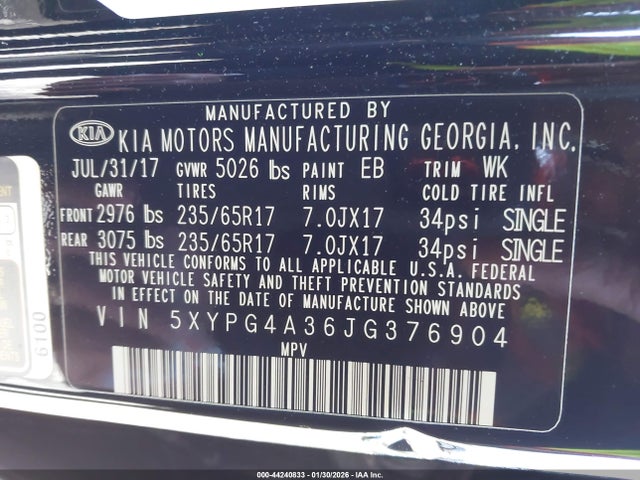 MANUFACTURED BY
KIA KIA MOTORS MANUFACTURING GEORGIA, INC.
JUL/31/17 GVWR 5026 lbs PAINT EB TRIM WK
GAWR TIRES RIMS COLD TIRE INFL
FRONT 2976 lbs 235/65R17 7.0JX17 34psi SINGLE
REAR 3075 lbs 235/65R17 7.0JX17 34psi SINGLE
THIS VEHICLE CONFORMS TO ALL APPLICABLE U.S.A. FEDERAL
MOTOR VEHICLE SAFETY AND THEFT PREVENTION STANDARDS
IN EFFECT ON THE DATE OF MANUFACTURE SHOWN ABOVE
VIN 5XYPG4A36JG376904
MPV
6100
000-44240833 - 01/30/2026 - IAA Inc.